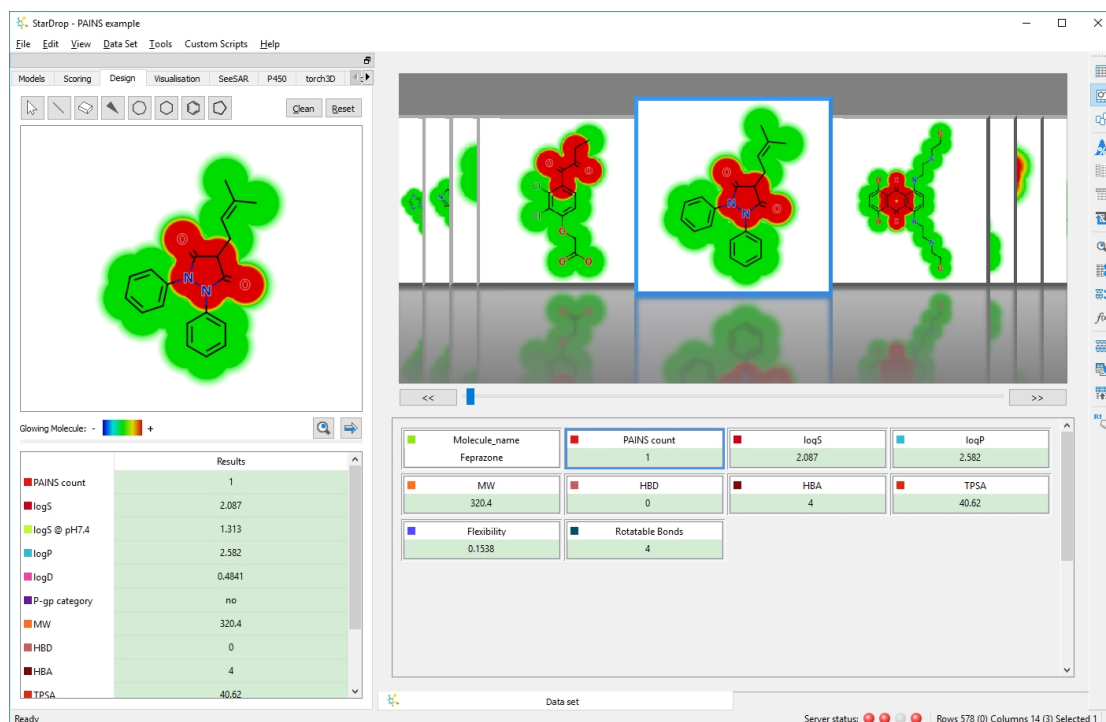 StarDrop - PAINS example
File Edit View Data Set Tools Custom Scripts Help
Models Scoring Design Visualisation SeeSAR P450 torch3D
Clean Reset
O
N
N
O
O
O
Cl
Cl
O
O
O
O
N
N
O
<< >>
Glowing Molecule: - +
Results
PAINS count 1
logS 2.087
logS @ pH7.4 1.313
logP 2.582
logD 0.4841
P-gp category no
MW 320.4
HBD 0
HBA 4
TPSA 40.62
Molecule_name PAINS count logS logP
Feprazone 1 2.087 2.582
MW HBD HBA TPSA
320.4 0 4 40.62
Flexibility Rotatable Bonds
0.1538 4
Data set
Ready
Server status: Rows 578 (0) Columns 14 (3) Selected 1